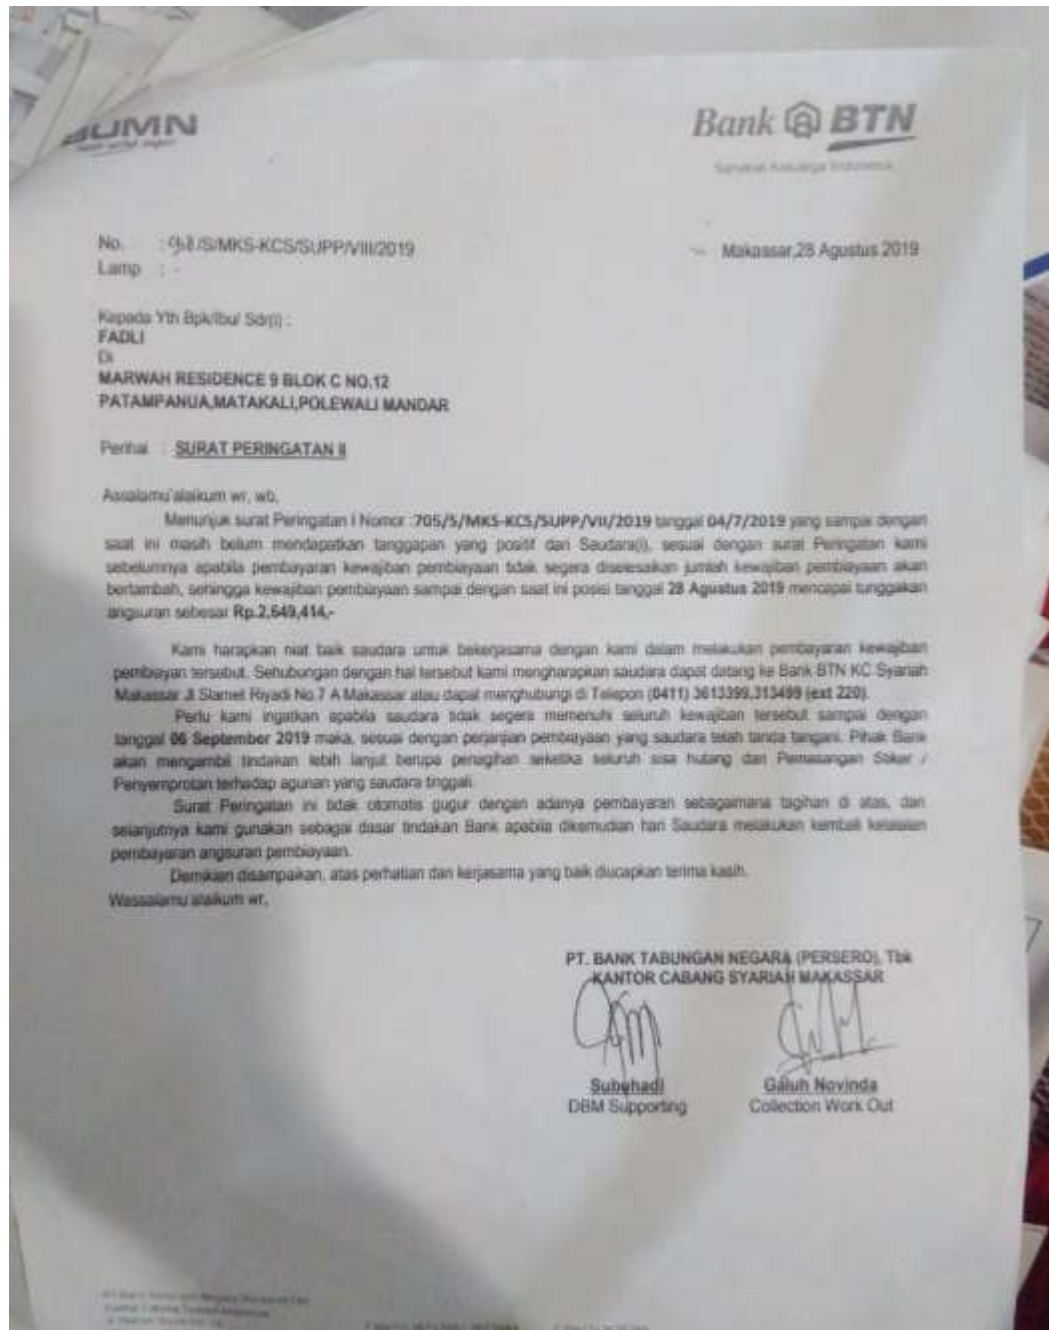 BUMN
Bank BTN
Sahabat Keluarga Indonesia
No. : /S/MKS-KCS/SUPP/VIII/2019
Makassar,28 Agustus 2019
Lamp : -
Kepada Yth Bpk/Ibu/ Sdr(i) :
FADLI
Di
MARWAH RESIDENCE 9 BLOK C NO.12
PATAMPANUA,MATAKALI,POLEWALI MANDAR
Perihal : SURAT PERINGATAN II
Assalamu'alaikum wr, wb,
Menunjuk surat Peringatan I Nomor :705/S/MKS-KCS/SUPP/VII/2019 tanggal 04/7/2019 yang sampai dengan
saat ini masih belum mendapatkan tanggapan yang positif dari Saudara(i), sesuai dengan surat Peringatan kami
sebelumnya apabila pembayaran kewajiban pembiayaan tidak segera diselesaikan jumlah kewajiban pembiayaan akan
bertambah, sehingga kewajiban pembiayaan sampai dengan saat ini posisi tanggal 28 Agustus 2019 mencapai tunggakan
angsuran sebesar Rp.2,649,414,-
Kami harapkan niat baik saudara untuk bekerjasama dengan kami dalam melakukan pembayaran kewajiban
pembiayan tersebut. Sehubungan dengan hal tersebut kami mengharapkan saudara dapat datang ke Bank BTN KC Syariah
Makassar Jl Slamet Riyadi No.7 A Makassar atau dapat menghubungi di Telepon (0411) 3613399,313499 (ext 220).
Perlu kami ingatkan apabila saudara tidak segera memenuhi seluruh kewajiban tersebut sampai dengan
tanggal 06 September 2019 maka, sesuai dengan perjanjian pembiayaan yang saudara telah tanda tangani. Pihak Bank
akan mengambil tindakan lebih lanjut berupa penagihan seketika seluruh sisa hutang dan Pemasangan Stiker /
Penyemprotan terhadap agunan yang saudara tinggali.
Surat Peringatan ini tidak otomatis gugur dengan adanya pembayaran sebagaimana tagihan di atas, dan
selanjutnya kami gunakan sebagai dasar tindakan Bank apabila dikemudian hari Saudara melakukan kembali kelalaian
pembayaran angsuran pembiayaan.
Demikian disampaikan, atas perhatian dan kerjasama yang baik diucapkan terima kasih.
Wassalamu alaikum wr,
PT. BANK TABUNGAN NEGARA (PERSERO), Tbk
KANTOR CABANG SYARIAH MAKASSAR
Subuhadi Galuh Novinda
DBM Supporting Collection Work Out